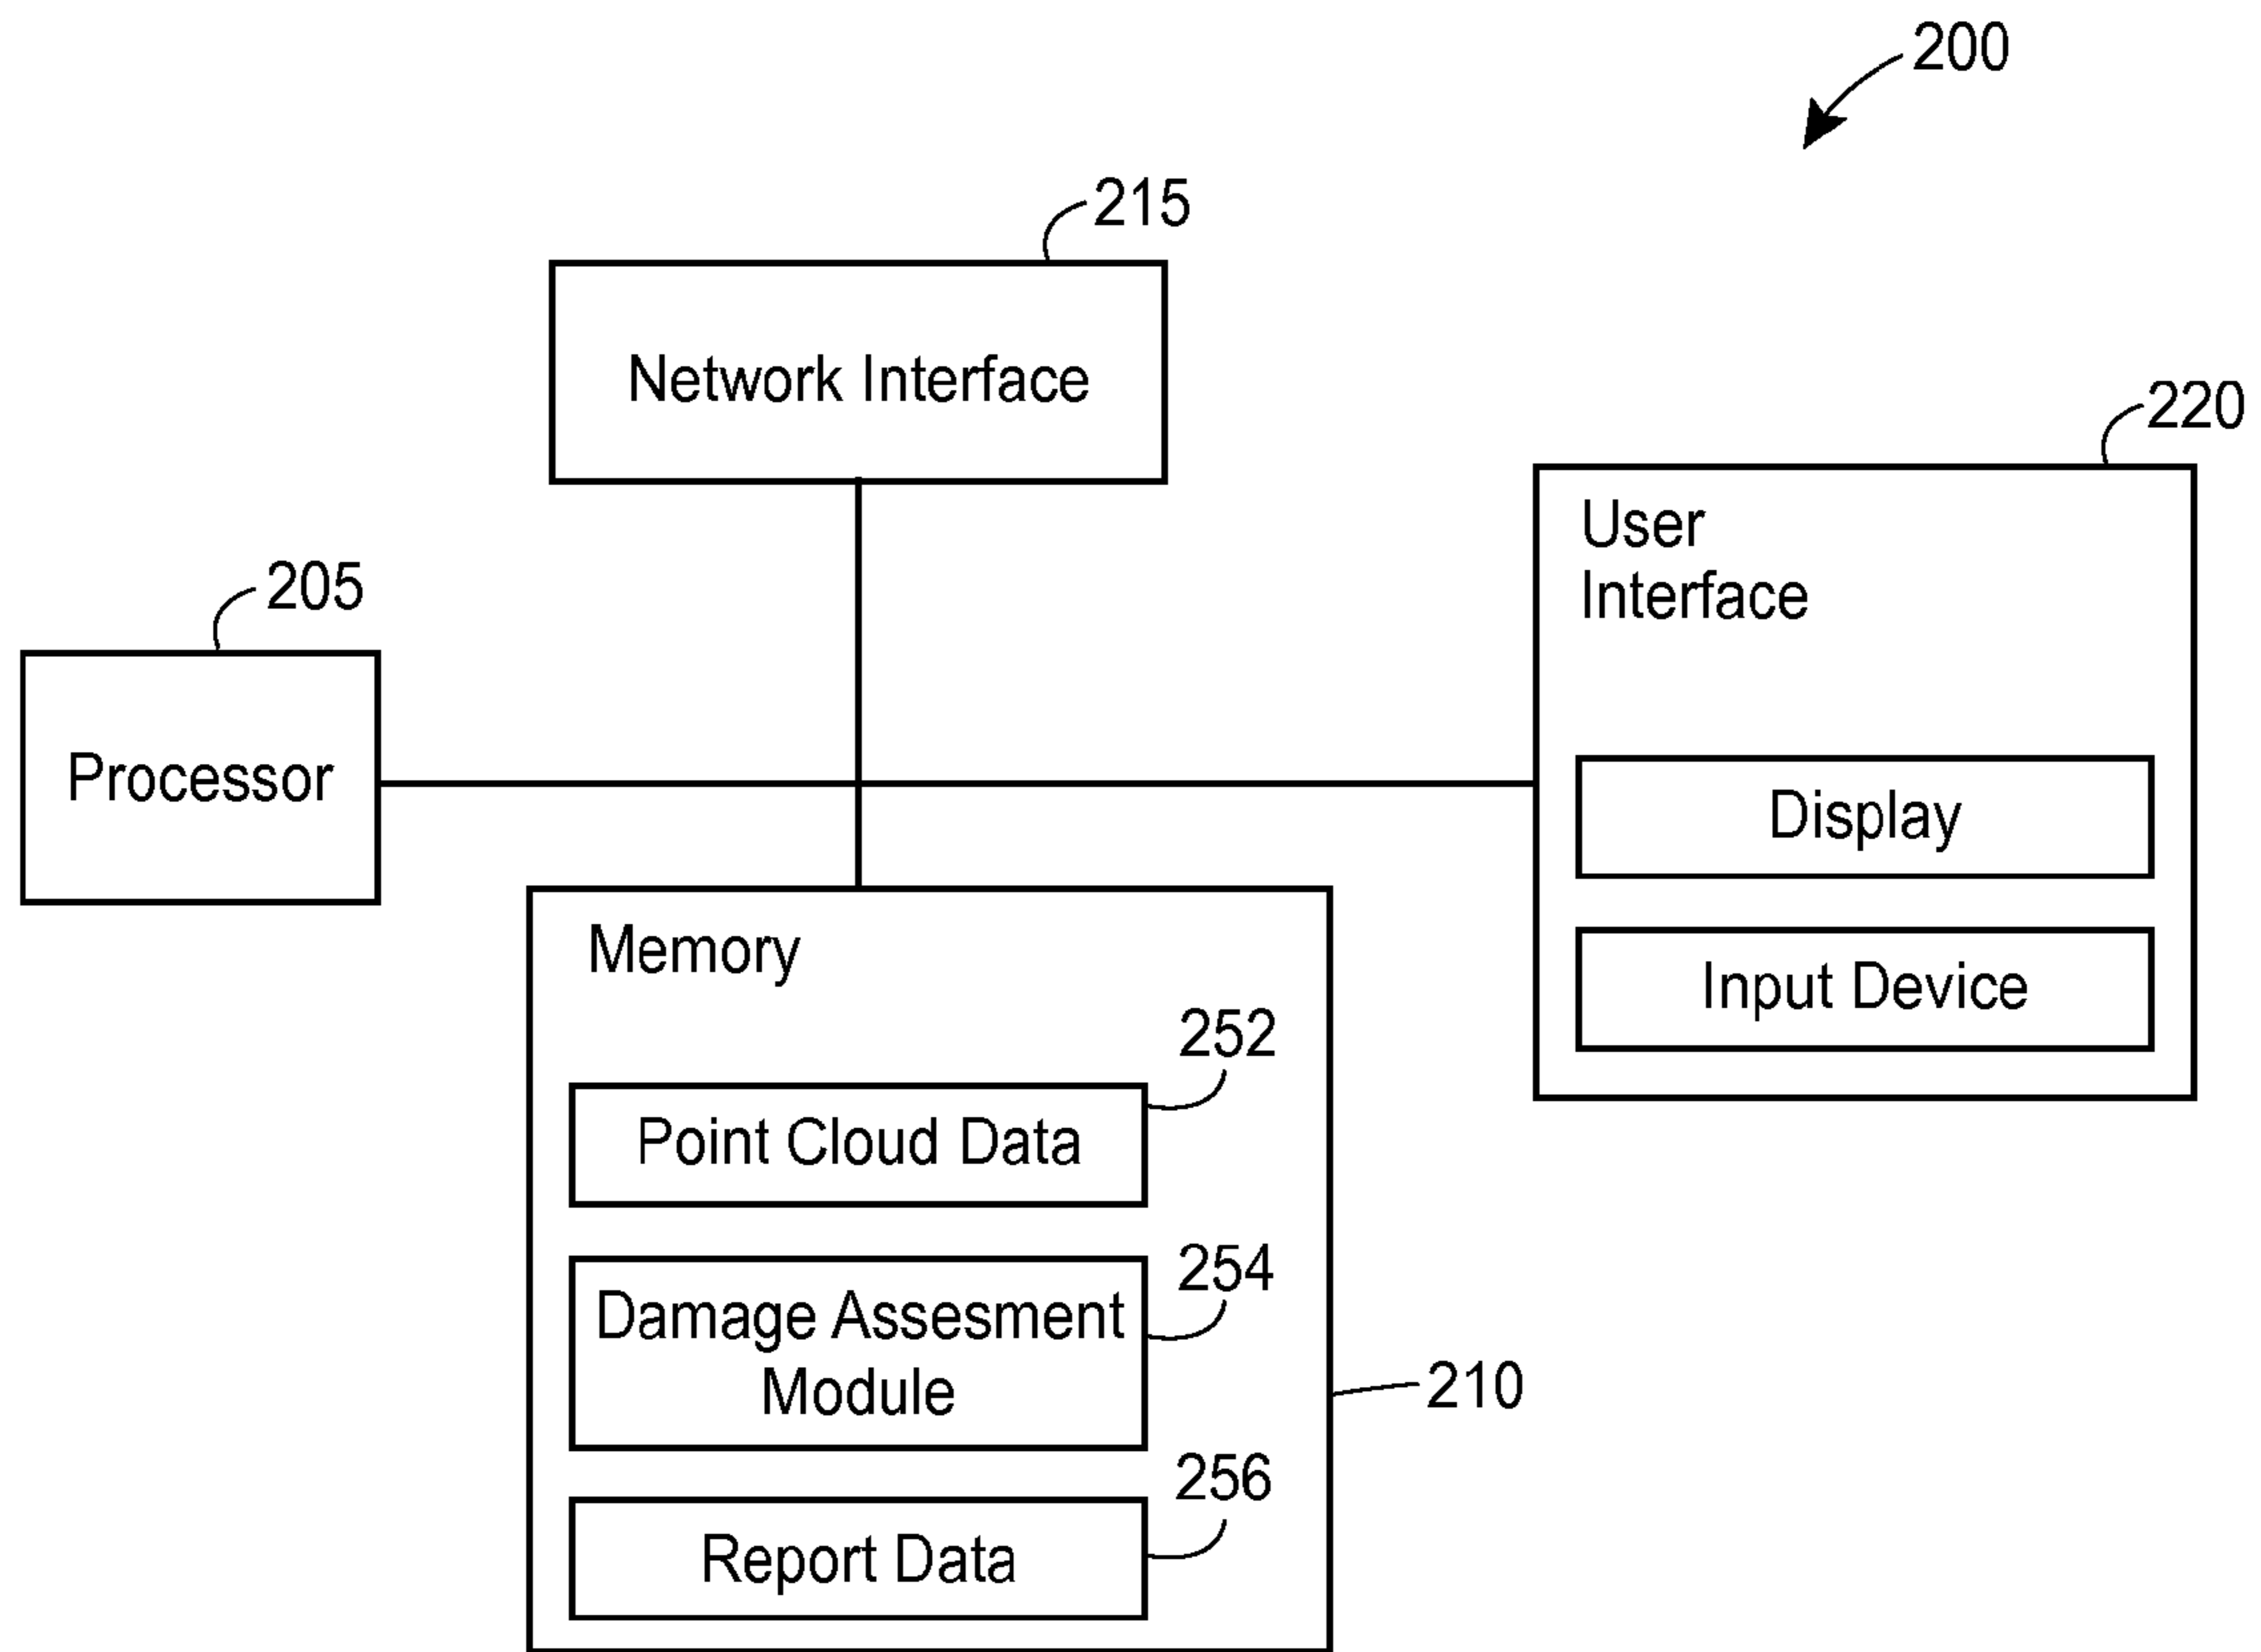 200
215
Network Interface
220
User
Interface
205
Processor
Display
Input Device
Memory
252
Point Cloud Data
254
Damage Assesment
Module
210
256
Report Data